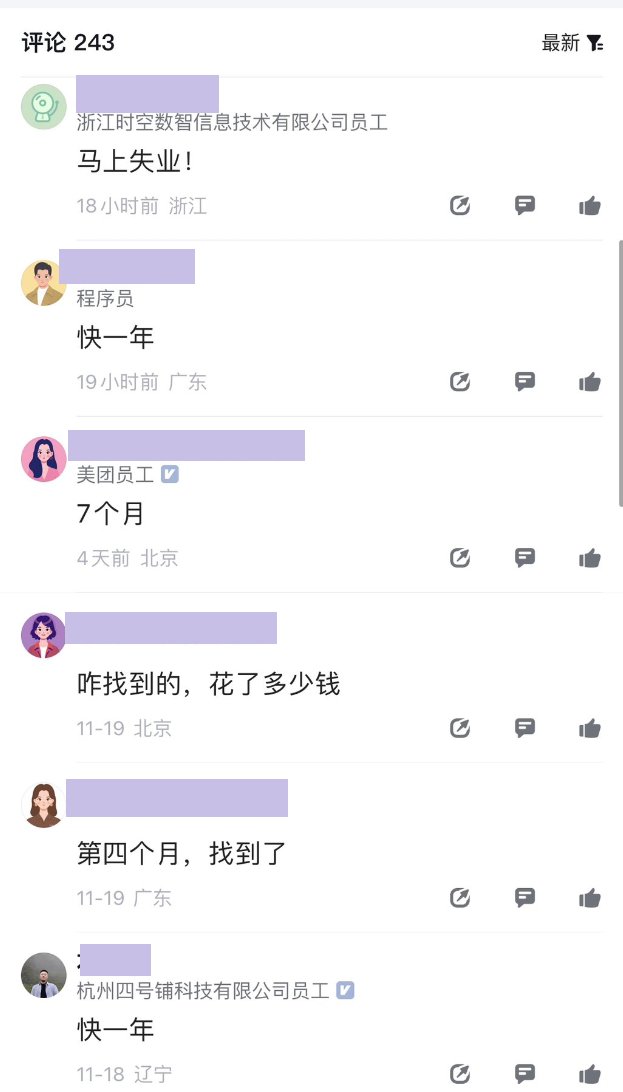 评论 243
最新
浙江时空数智信息技术有限公司员工
马上失业!
18小时前 浙江
程序员
快一年
19小时前 广东
美团员工
7个月
4天前 北京
咋找到的，花了多少钱
11-19 北京
第四个月，找到了
11-19 广东
杭州四号铺科技有限公司员工
快一年
11-18 辽宁